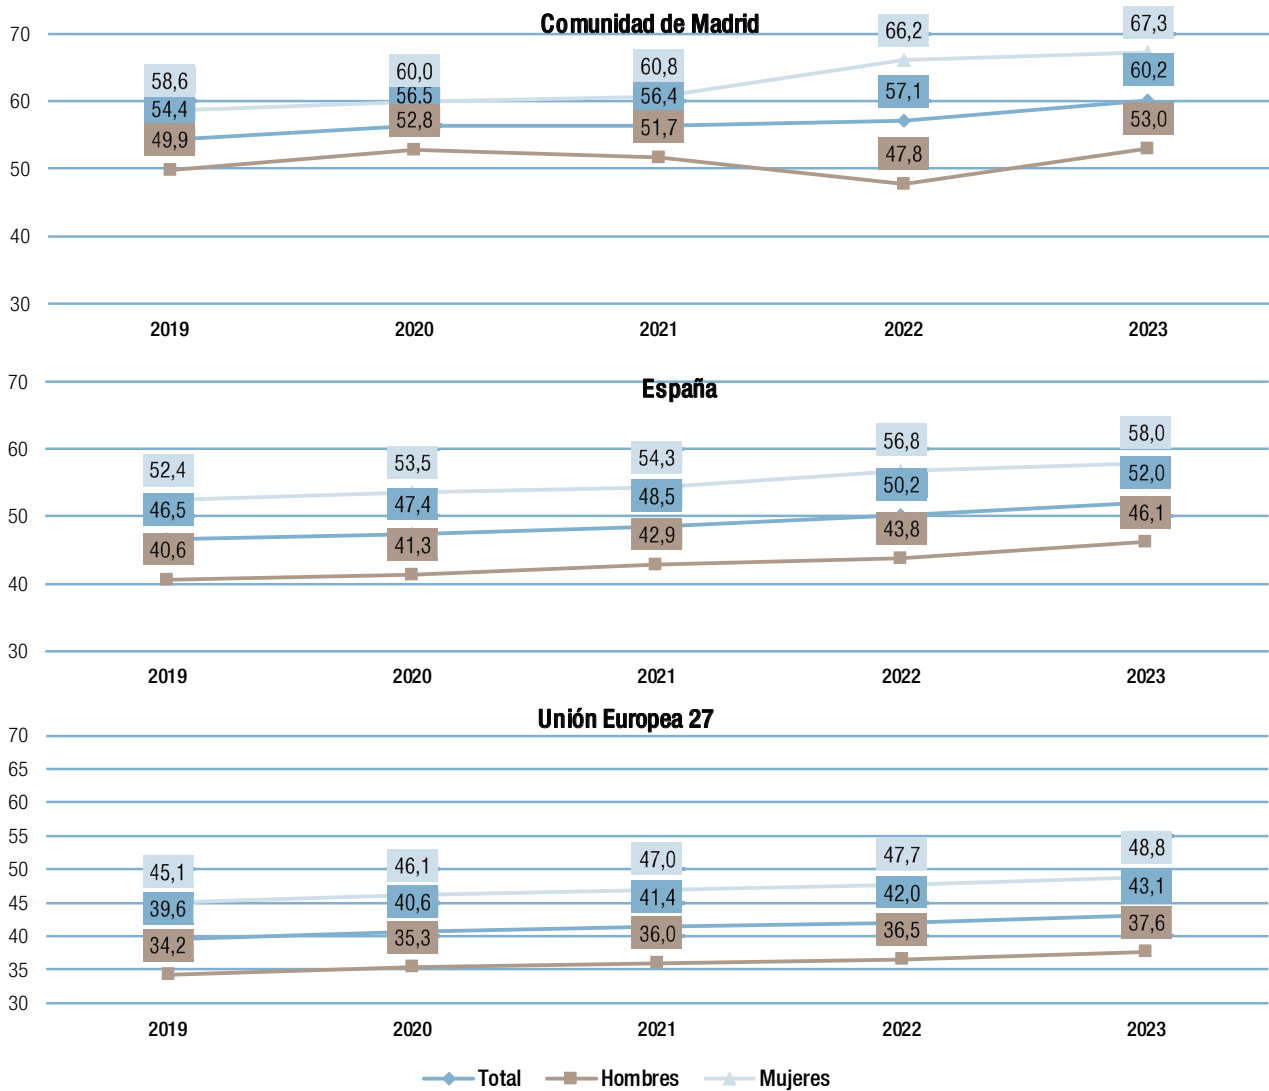 Comunidad de Madrid
70
60
50
40
30
58,6 60,0 60,8 66,2 67,3
54,4 56,5 56,4 57,1 60,2
49,9 52,8 51,7 47,8 53,0
2019 2020 2021 2022 2023
España
70
60
50
40
30
52,4 53,5 54,3 56,8 58,0
46,5 47,4 48,5 50,2 52,0
40,6 41,3 42,9 43,8 46,1
2019 2020 2021 2022 2023
Unión Europea 27
70
65
60
55
50
45
40
35
30
45,1 46,1 47,0 47,7 48,8
39,6 40,6 41,4 42,0 43,1
34,2 35,3 36,0 36,5 37,6
2019 2020 2021 2022 2023
Total Hombres Mujeres